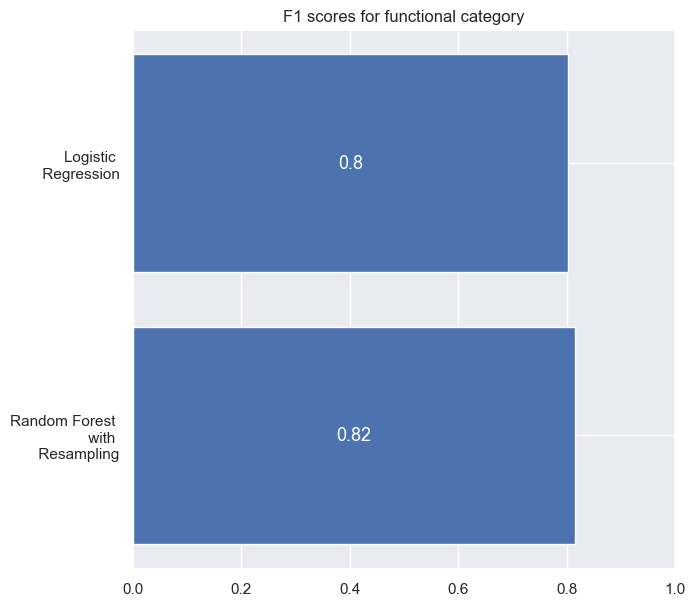 F1 scores for functional category
Logistic
Regression
0.8
Random Forest
with
Resampling
0.82
0.0 0.2 0.4 0.6 0.8 1.0